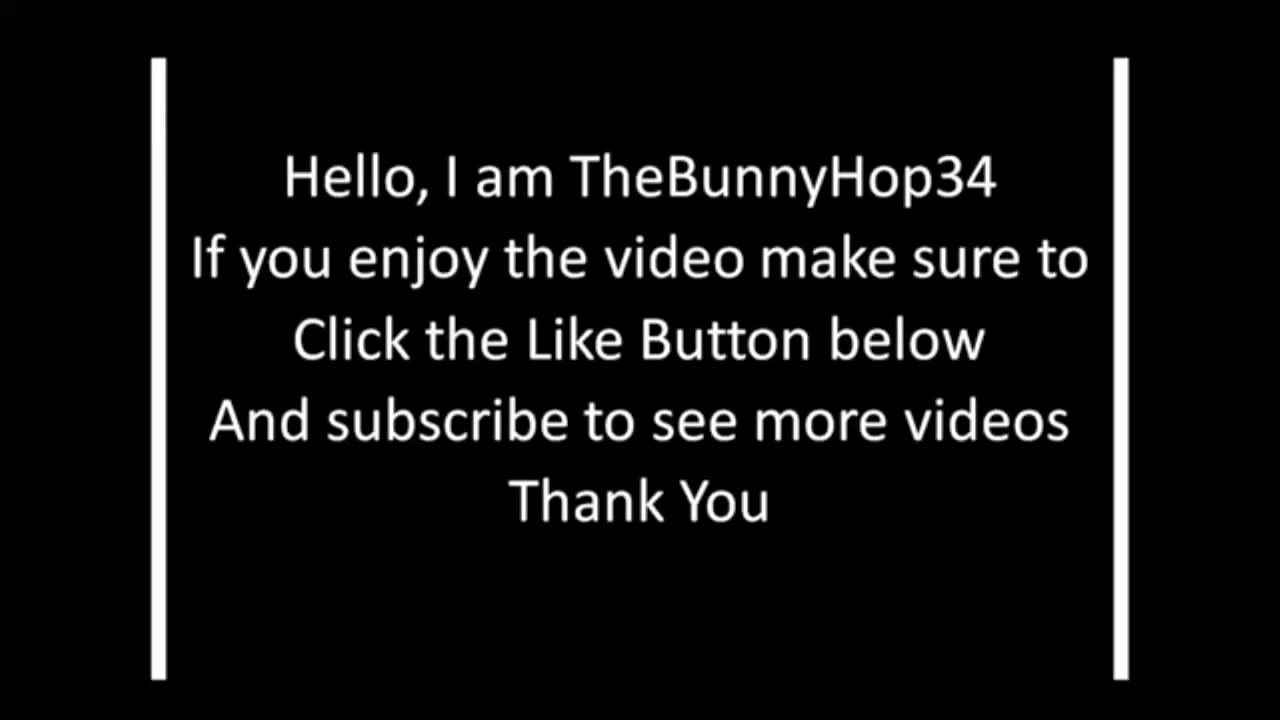 Hello, I am TheBunnyHop34
If you enjoy the video make sure to
Click the Like Button below
And subscribe to see more videos
Thank You